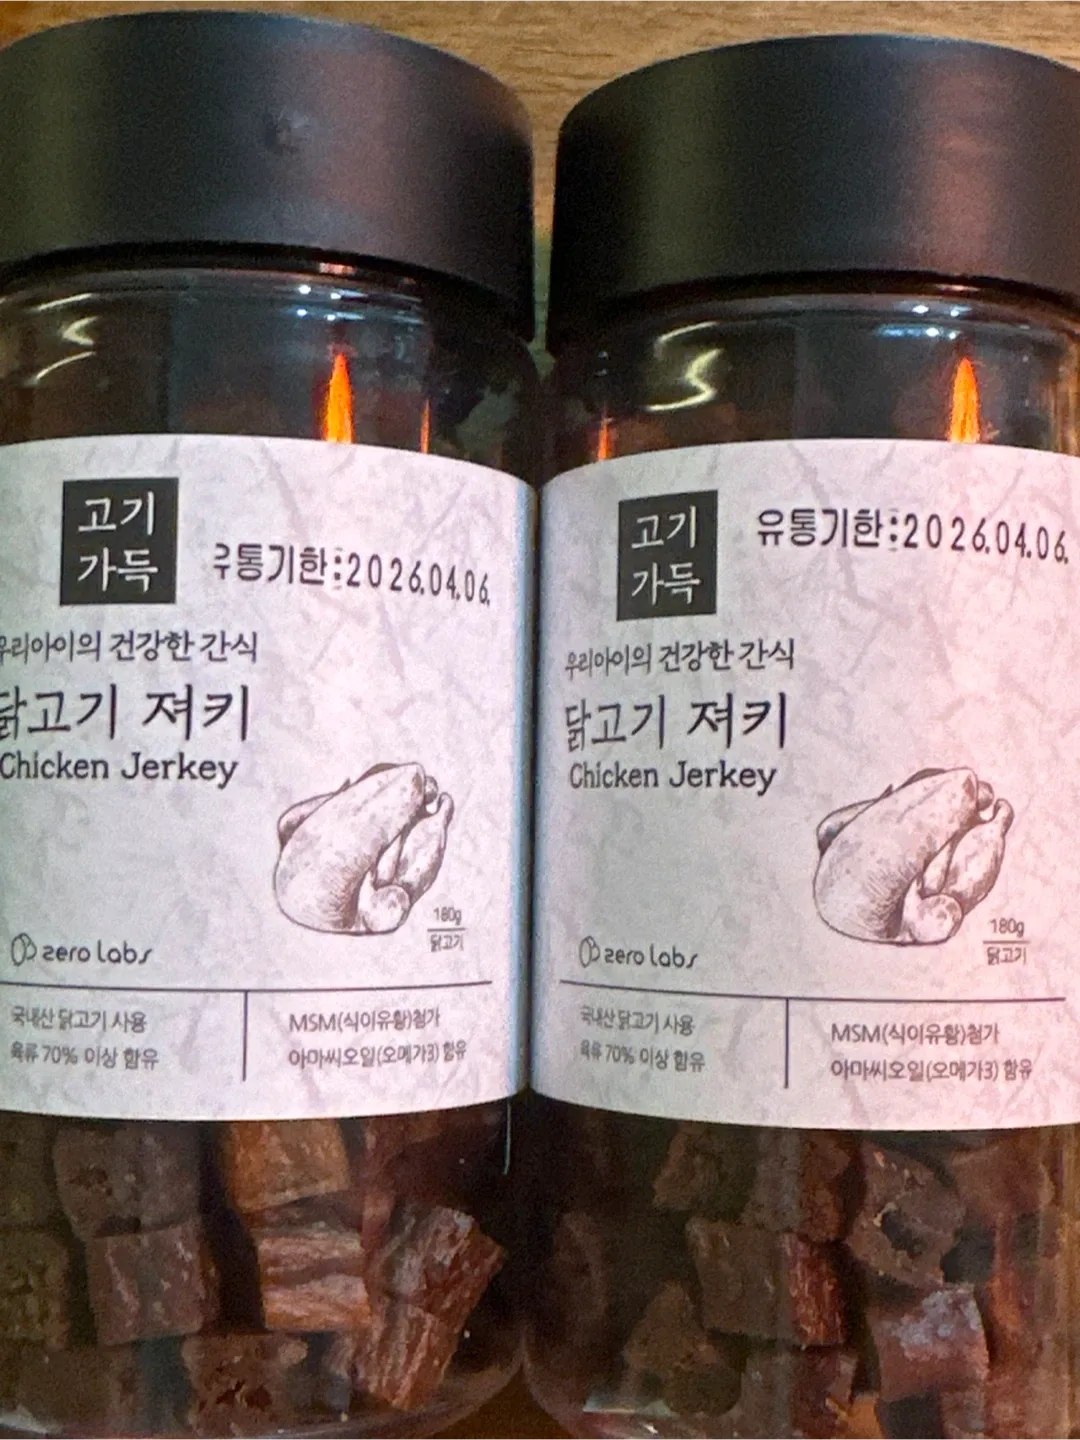 고기
가득
유통기한:2026.04.06.
우리아이의 건강한 간식
닭고기 져키
Chicken Jerkey
180g
닭고기
zero labs
국내산 닭고기 사용
육류 70% 이상 함유
MSM(식이유황)첨가
아마씨오일(오메가3) 함유
고기
가득
유통기한:2026.04.06.
우리아이의 건강한 간식
닭고기 져키
Chicken Jerkey
180g
닭고기
zero labs
국내산 닭고기 사용
육류 70% 이상 함유
MSM(식이유황)첨가
아마씨오일(오메가3) 함유